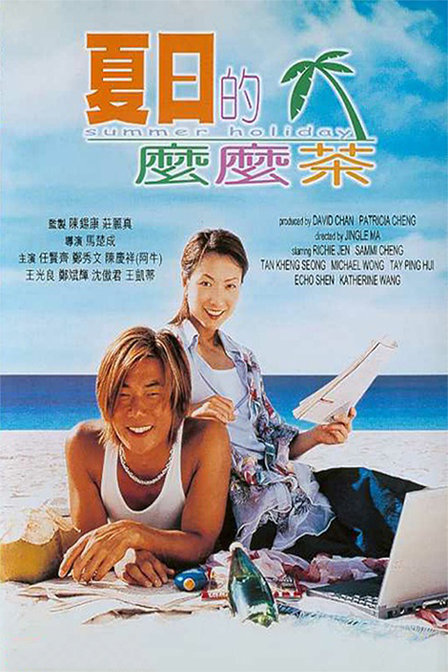 夏日的
summer holiday
麼麼茶
監製 陳鑑康 莊麗真
導演 馬楚成
主演 任賢齊 鄭秀文 陳慶祥(阿牛)
王光良 鄭斌輝 沈傲君 王凱蒂
produced by DAVID CHAN PATRICIA CHENG
directed by JINGLE MA
starring RICHIE JEN SAMMI CHENG
TAN KHENG SEONG MICHAEL WONG TAY PING HUI
ECHO SHEN KATHERINE WANG